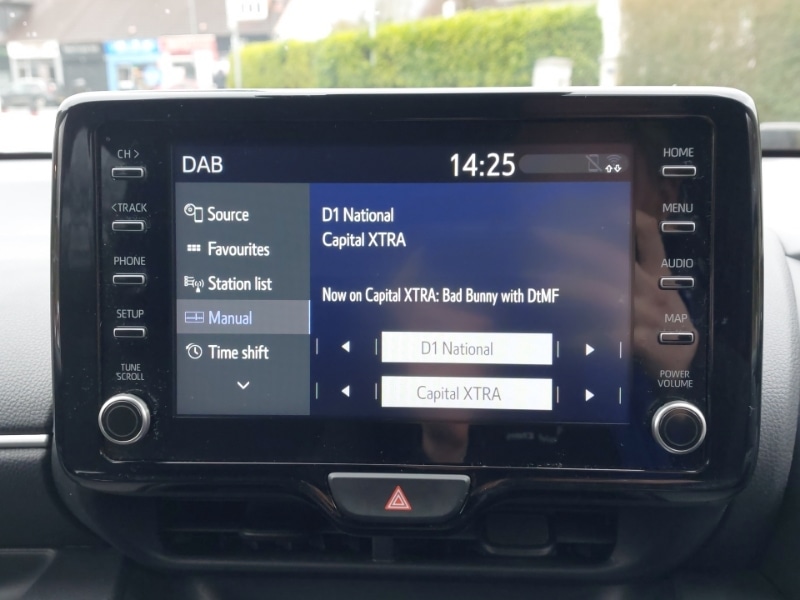 DAB
14:25
CH >
< TRACK
PHONE
SETUP
TUNE
SCROLL
Source
Favourites
Station list
Manual
Time shift
D1 National
Capital XTRA
Now on Capital XTRA: Bad Bunny with DtMF
D1 National
Capital XTRA
HOME
MENU
AUDIO
MAP
POWER
VOLUME